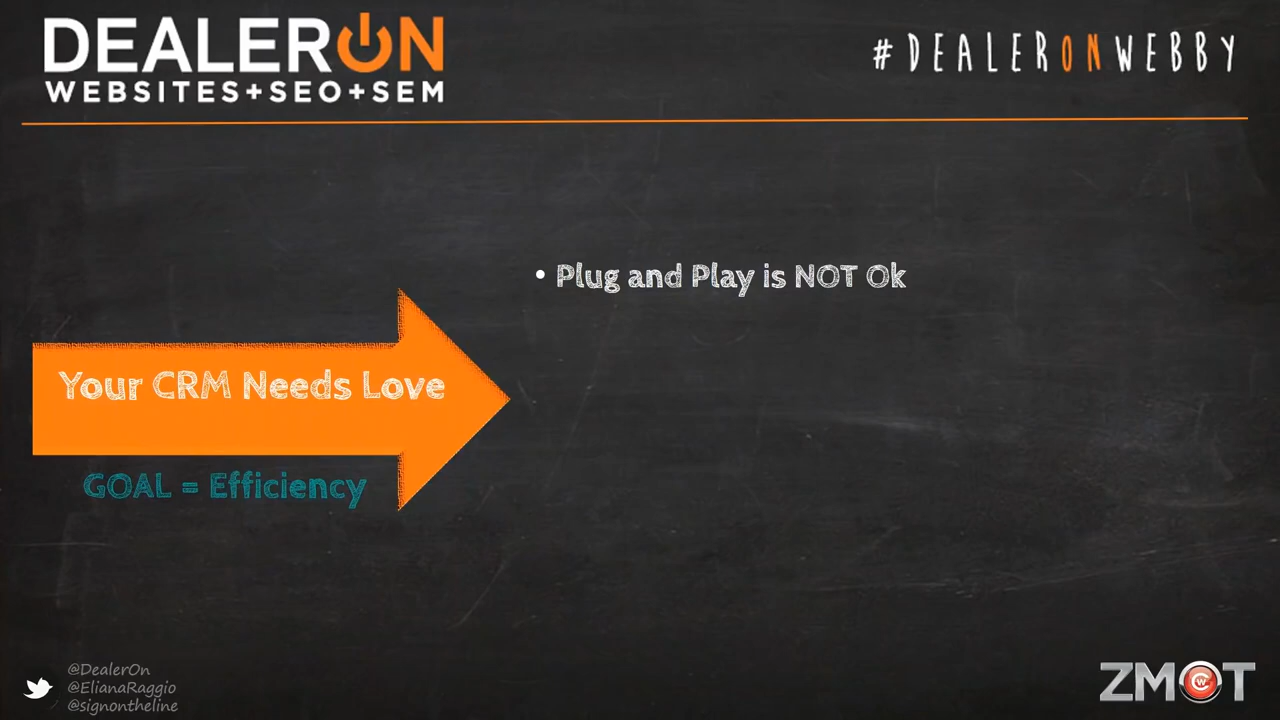 DEALERON
WEBSITES+SEO+SEM
#DEALERONWEBBY
• Plug and Play is NOT Ok
Your CRM Needs Love
GOAL = Efficiency
@DealerOn
@ElianaRaggio
@signontheline
ZMOT